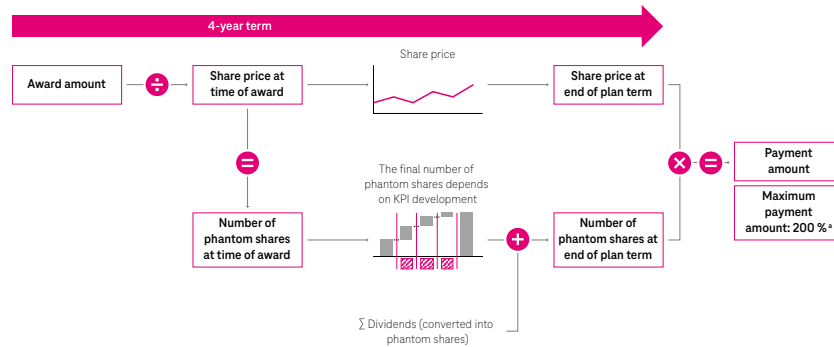 4-year term
Share price
Award amount
÷
Share price at
time of award
Share price at
end of plan term
=
×
=
Payment
amount
Maximum
payment
amount: 200 %ᵃ
The final number of
phantom shares depends
on KPI development
Number of
phantom shares
at time of award
+
Number of
phantom shares at
end of plan term
∑ Dividends (converted into
phantom shares)